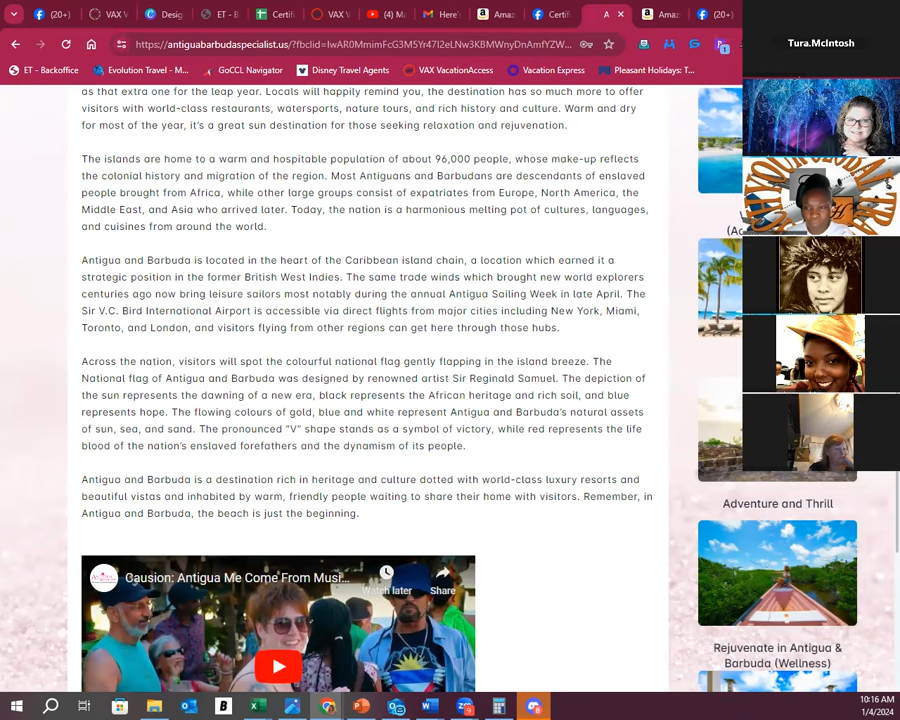 (20+)
VAX V
Desig
ET - B
Certifi
VAX V
(4) M
Here'
Amaz
Certifi
A
Amaz
(20+)
https://antiguabarbudaspecialist.us/?fbclid=IwAR0MmimFcG3M5Yr47I2eLNw3KBMWnyDnAmfYZW...
ET - Backoffice
Evolution Travel - M...
GoCCL Navigator
Disney Travel Agents
VAX VacationAccess
Vacation Express
Pleasant Holidays: T...
Tura.McIntosh
as that extra one for the leap year. Locals will happily remind you, the destination has so much more to offer
visitors with world-class restaurants, watersports, nature tours, and rich history and culture. Warm and dry
for most of the year, it's a great sun destination for those seeking relaxation and rejuvenation.
The islands are home to a warm and hospitable population of about 96,000 people, whose make-up reflects
the colonial history and migration of the region. Most Antiguans and Barbudans are descendants of enslaved
people brought from Africa, while other large groups consist of expatriates from Europe, North America, the
Middle East, and Asia who arrived later. Today, the nation is a harmonious melting pot of cultures, languages,
and cuisines from around the world.
Antigua and Barbuda is located in the heart of the Caribbean island chain, a location which earned it a
strategic position in the former British West Indies. The same trade winds which brought new world explorers
centuries ago now bring leisure sailors most notably during the annual Antigua Sailing Week in late April. The
Sir V.C. Bird International Airport is accessible via direct flights from major cities including New York, Miami,
Toronto, and London, and visitors flying from other regions can get here through those hubs.
Across the nation, visitors will spot the colourful national flag gently flapping in the island breeze. The
National flag of Antigua and Barbuda was designed by renowned artist Sir Reginald Samuel. The depiction of
the sun represents the dawning of a new era, black represents the African heritage and rich soil, and blue
represents hope. The flowing colours of gold, blue and white represent Antigua and Barbuda's natural assets
of sun, sea, and sand. The pronounced "V" shape stands as a symbol of victory, while red represents the life
blood of the nation's enslaved forefathers and the dynamism of its people.
Antigua and Barbuda is a destination rich in heritage and culture dotted with world-class luxury resorts and
beautiful vistas and inhabited by warm, friendly people waiting to share their home with visitors. Remember, in
Antigua and Barbuda, the beach is just the beginning.
Causion: Antigua Me Come From Musi...
Watch later
Share
Adventure and Thrill
Rejuvenate in Antigua &
Barbuda (Wellness)
10:16 AM
1/4/2024